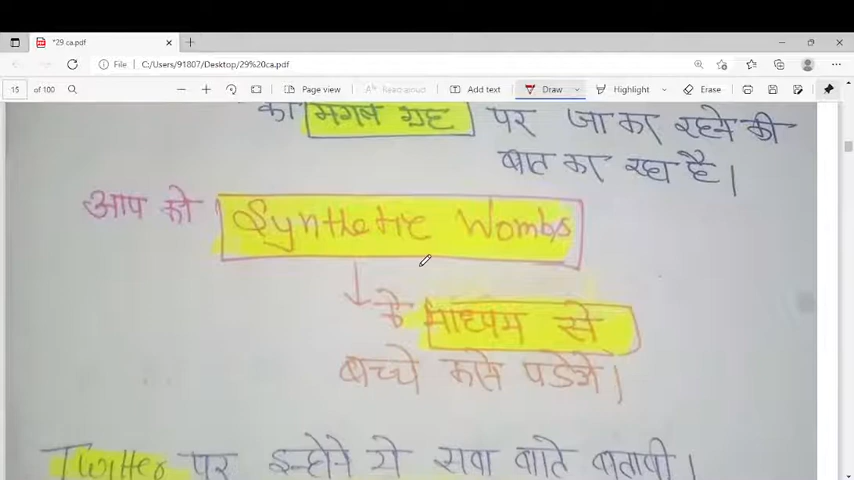 *29 ca.pdf
File C:/Users/91807/Desktop/29%20ca.pdf
15 of 100 Page view Read aloud Add text Draw Highlight Erase
को मंगल ग्रह पर जा कर रहने की
बात कर रहा है।
आप को Synthetic Wombs
के माध्यम से
बच्चे करने पडेंगे।
Twitter पर इन्होने ये सबा बाते बातायी।